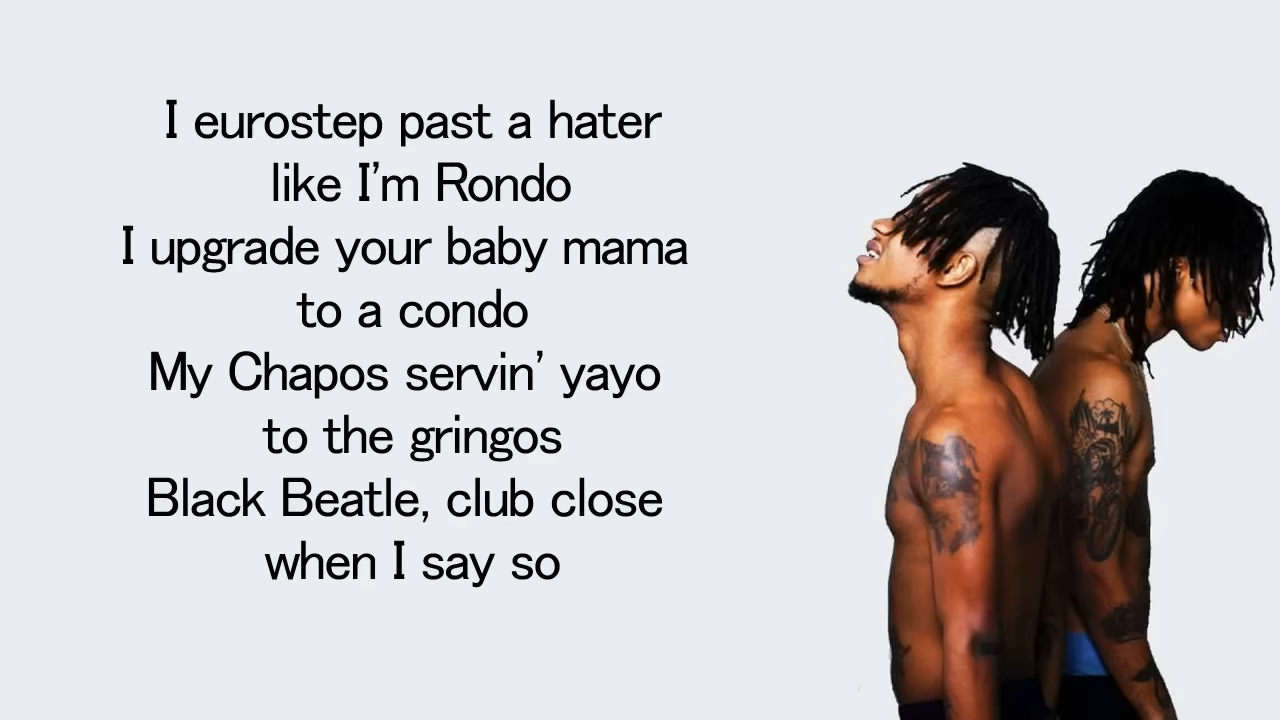 I eurostep past a hater
like I’m Rondo
I upgrade your baby mama
to a condo
My Chapos servin’ yayo
to the gringos
Black Beatle, club close
when I say so